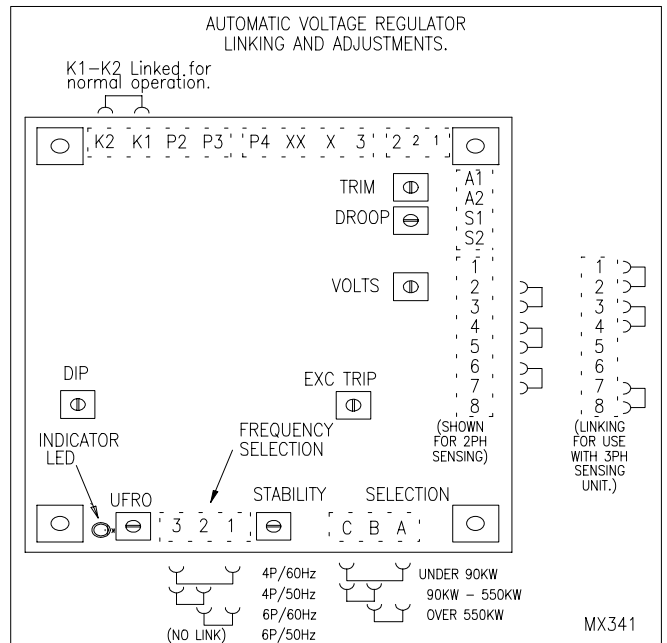 AUTOMATIC VOLTAGE REGULATOR
LINKING AND ADJUSTMENTS.
K1-K2 Linked for
normal operation.
K2 K1 P2 P3 P4 XX X 3 2 2 1
TRIM
DROOP
A1
A2
S1
S2
VOLTS
1
2
3
4
5
6
7
8
1
2
3
4
5
6
7
8
DIP
EXC TRIP
(SHOWN
FOR 2PH
SENSING)
(LINKING
FOR USE
WITH 3PH
SENSING
UNIT.)
INDICATOR
LED
FREQUENCY
SELECTION
UFRO
STABILITY
SELECTION
3 2 1
C B A
4P/60Hz
UNDER 90KW
4P/50Hz
90KW - 550KW
6P/60Hz
OVER 550KW
(NO LINK) 6P/50Hz
MX341